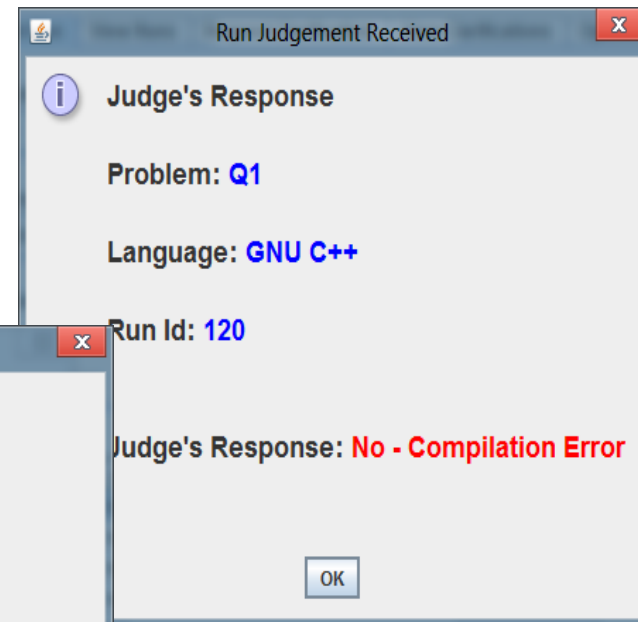 Run Judgement Received
X
i
Judge's Response
Problem: Q1
Language: GNU C++
Run Id: 120
X
Judge's Response: No - Compilation Error
OK